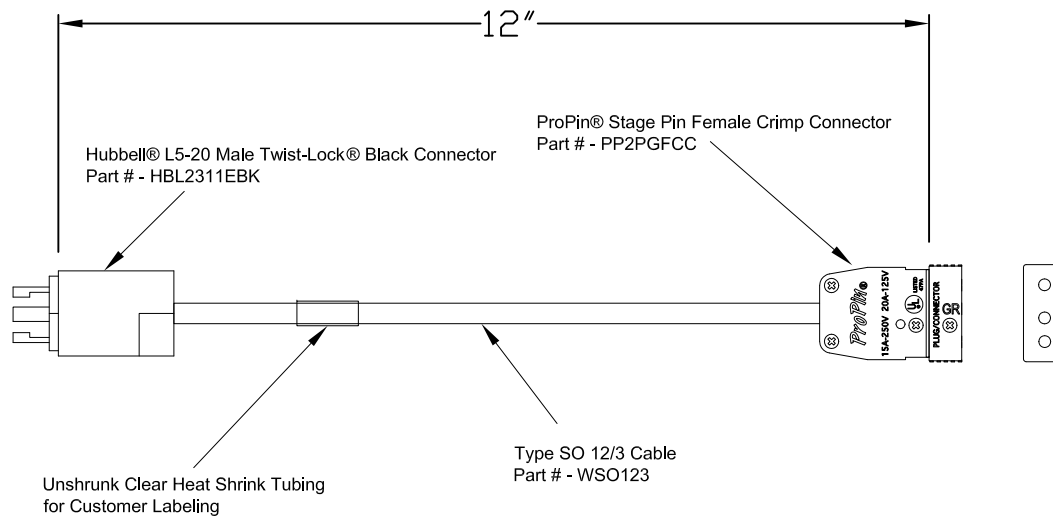 12"
ProPin® Stage Pin Female Crimp Connector
Part # - PP2PGFCC
Hubbell® L5-20 Male Twist-Lock® Black Connector
Part # - HBL2311EBK
ProPin®
15A-250V 20A-125V
UL
LISTED
PLUG/CONNECTOR
GR
Type SO 12/3 Cable
Part # - WSO123
Unshrunk Clear Heat Shrink Tubing
for Customer Labeling